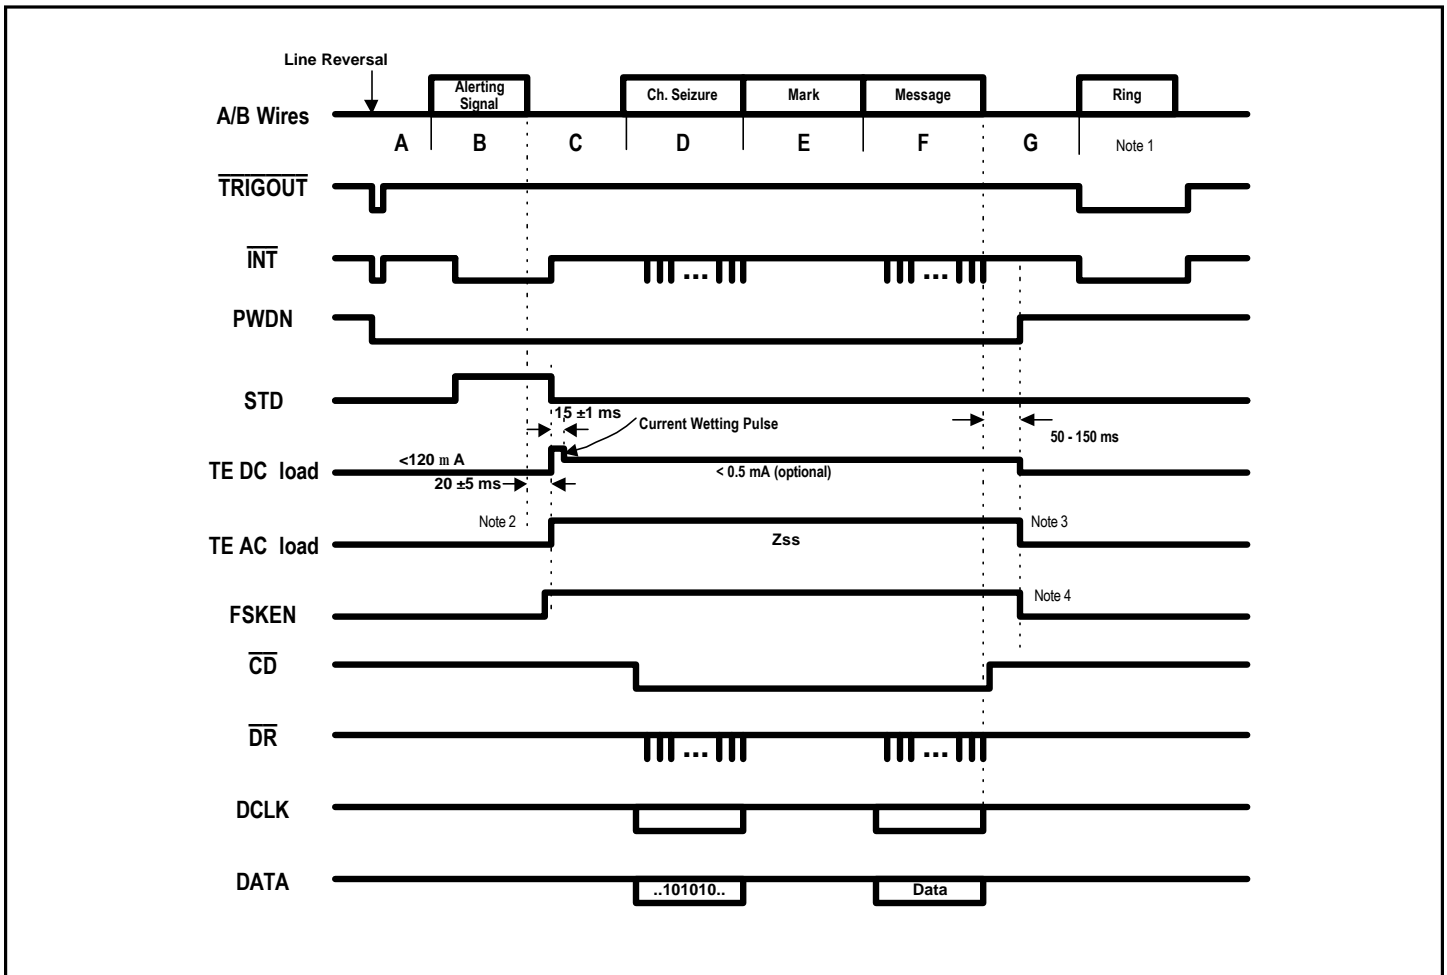 Line Reversal
A/B Wires
Alerting
Signal
Ch. Seizure
Mark
Message
Ring
A
B
C
D
E
F
G
Note 1
TRIGOUT
INT
PWDN
STD
15 ±1 ms
Current Wetting Pulse
50 - 150 ms
TE DC load
<120 m A
< 0.5 mA (optional)
20 ±5 ms
Note 2
Note 3
TE AC load
Zss
FSKEN
Note 4
CD
DR
DCLK
DATA
..101010..
Data